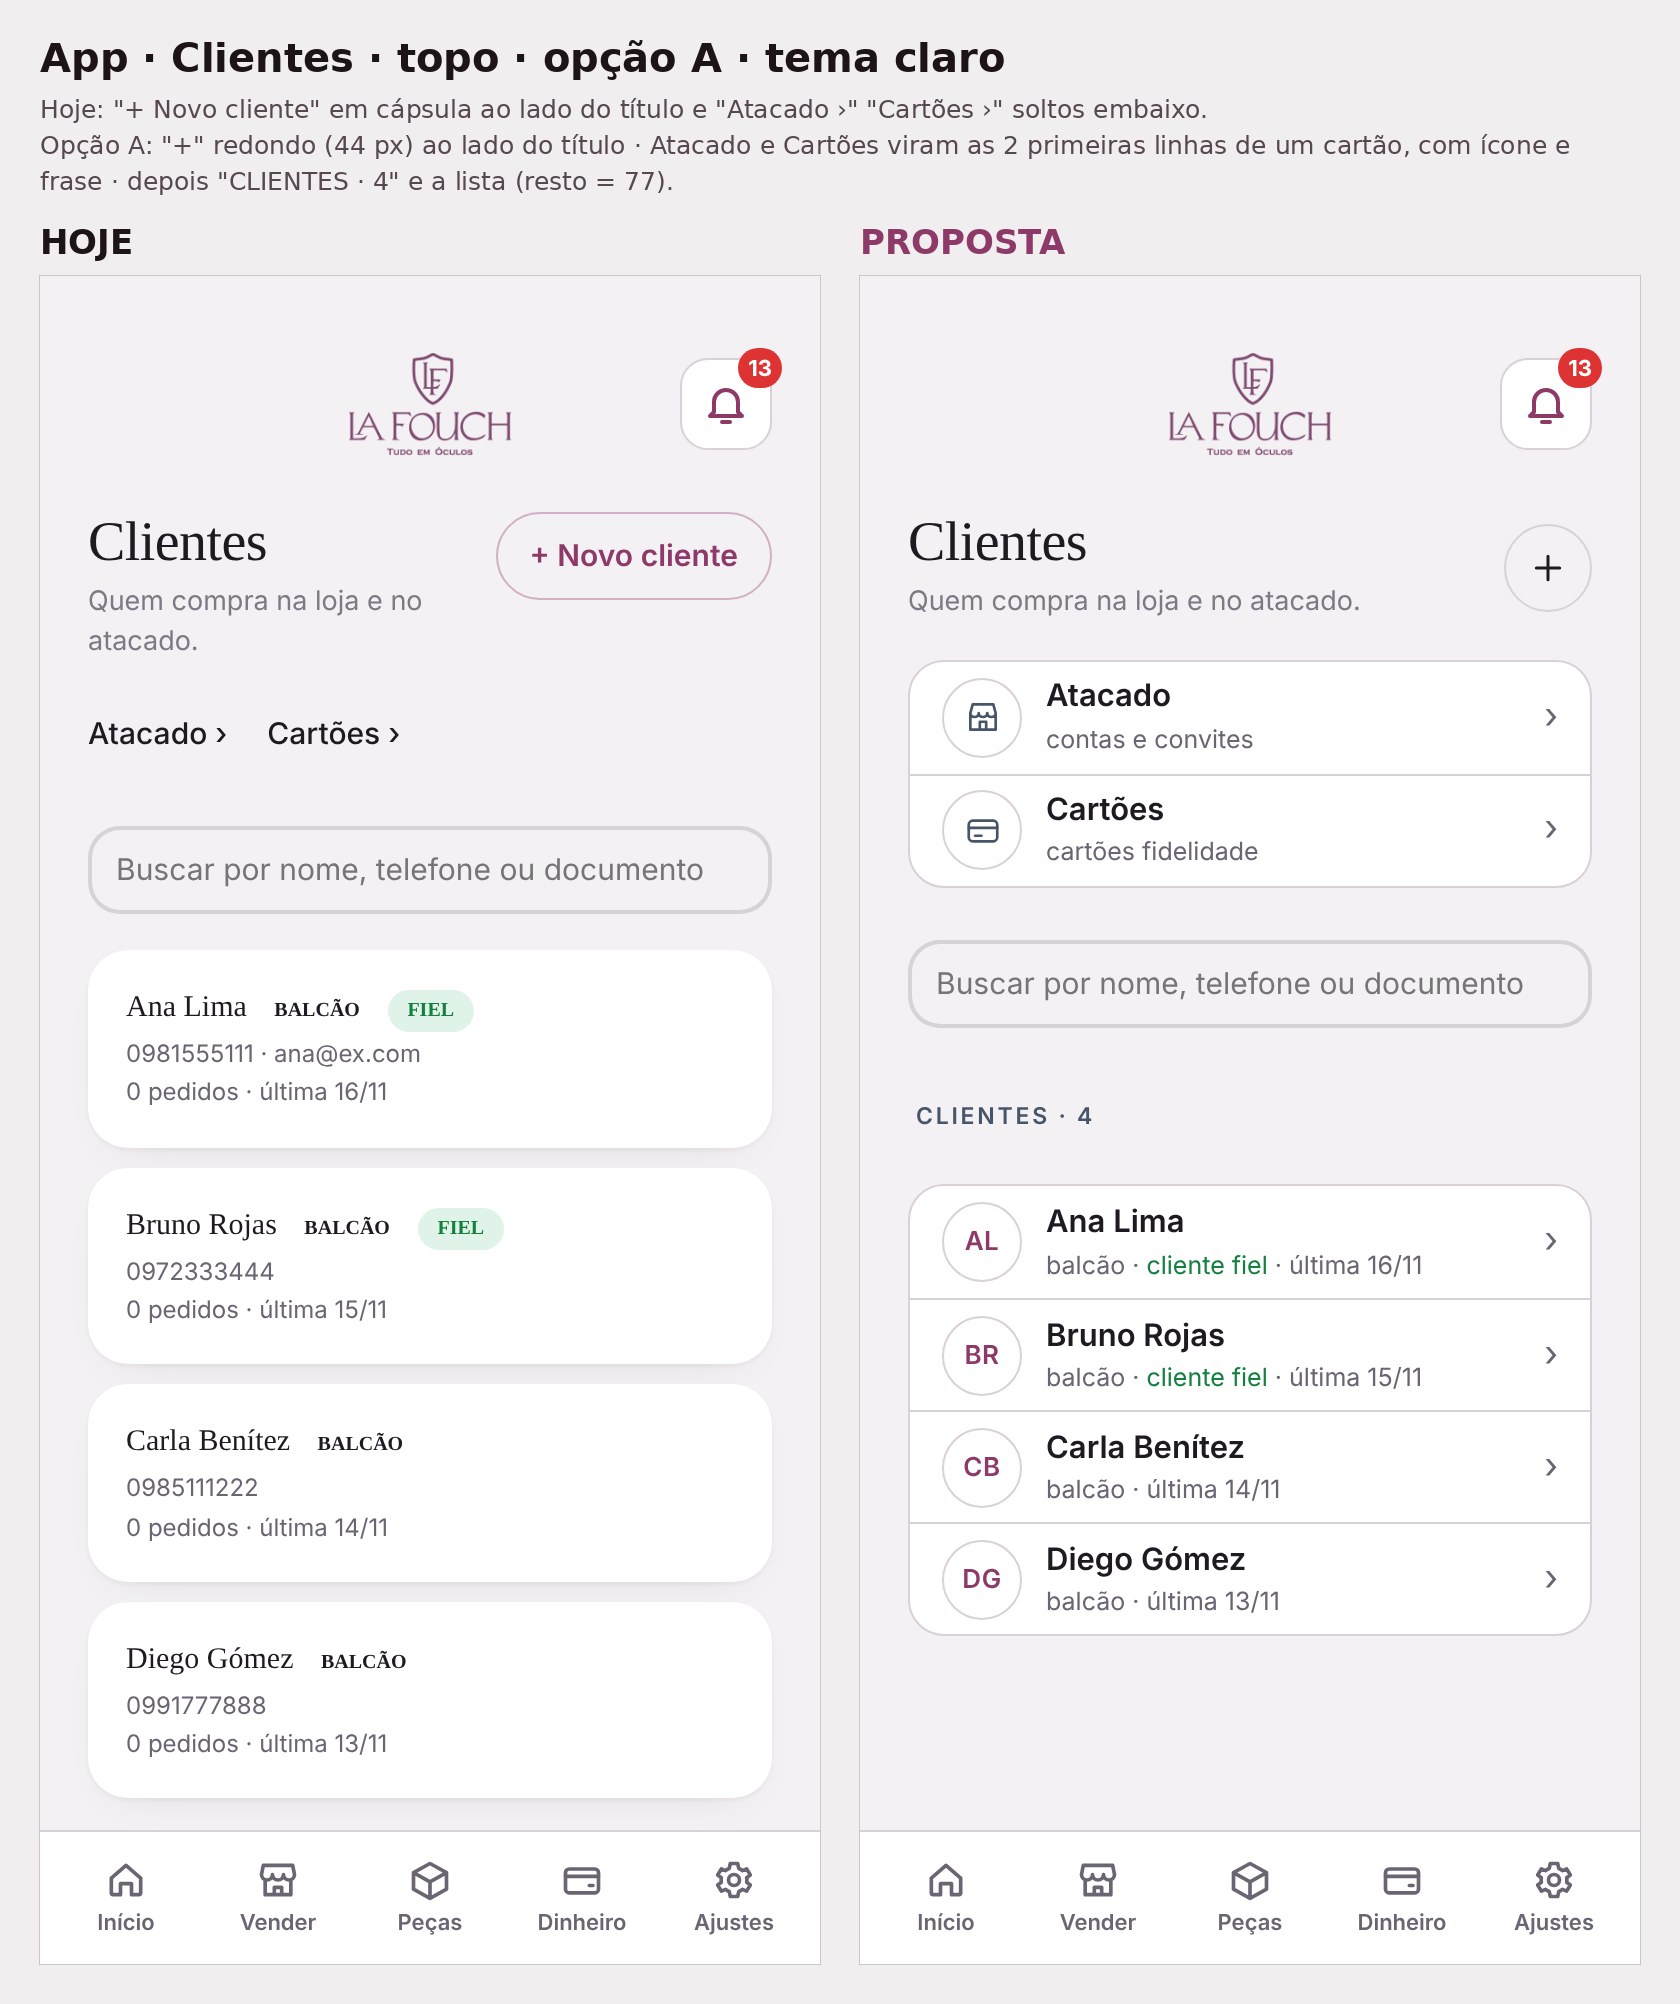 App · Clientes · topo · opção A · tema claro
Hoje: "+ Novo cliente" em cápsula ao lado do título e "Atacado ›" "Cartões ›" soltos embaixo.
Opção A: "+" redondo (44 px) ao lado do título · Atacado e Cartões viram as 2 primeiras linhas de um cartão, com ícone e
frase · depois "CLIENTES · 4" e a lista (resto = 77).
HOJE
LF
LA FOUCH
TUDO EM ÓCULOS
13
Clientes
+ Novo cliente
Quem compra na loja e no
atacado.
Atacado › Cartões ›
Buscar por nome, telefone ou documento
Ana Lima BALCÃO FIEL
0981555111 · ana@ex.com
0 pedidos · última 16/11
Bruno Rojas BALCÃO FIEL
0972333444
0 pedidos · última 15/11
Carla Benítez BALCÃO
0985111222
0 pedidos · última 14/11
Diego Gómez BALCÃO
0991777888
0 pedidos · última 13/11
Início Vender Peças Dinheiro Ajustes
PROPOSTA
LF
LA FOUCH
TUDO EM ÓCULOS
13
Clientes
+
Quem compra na loja e no atacado.
Atacado
contas e convites
›
Cartões
cartões fidelidade
›
Buscar por nome, telefone ou documento
CLIENTES · 4
AL
Ana Lima
balcão · cliente fiel · última 16/11
›
BR
Bruno Rojas
balcão · cliente fiel · última 15/11
›
CB
Carla Benítez
balcão · última 14/11
›
DG
Diego Gómez
balcão · última 13/11
›
Início Vender Peças Dinheiro Ajustes